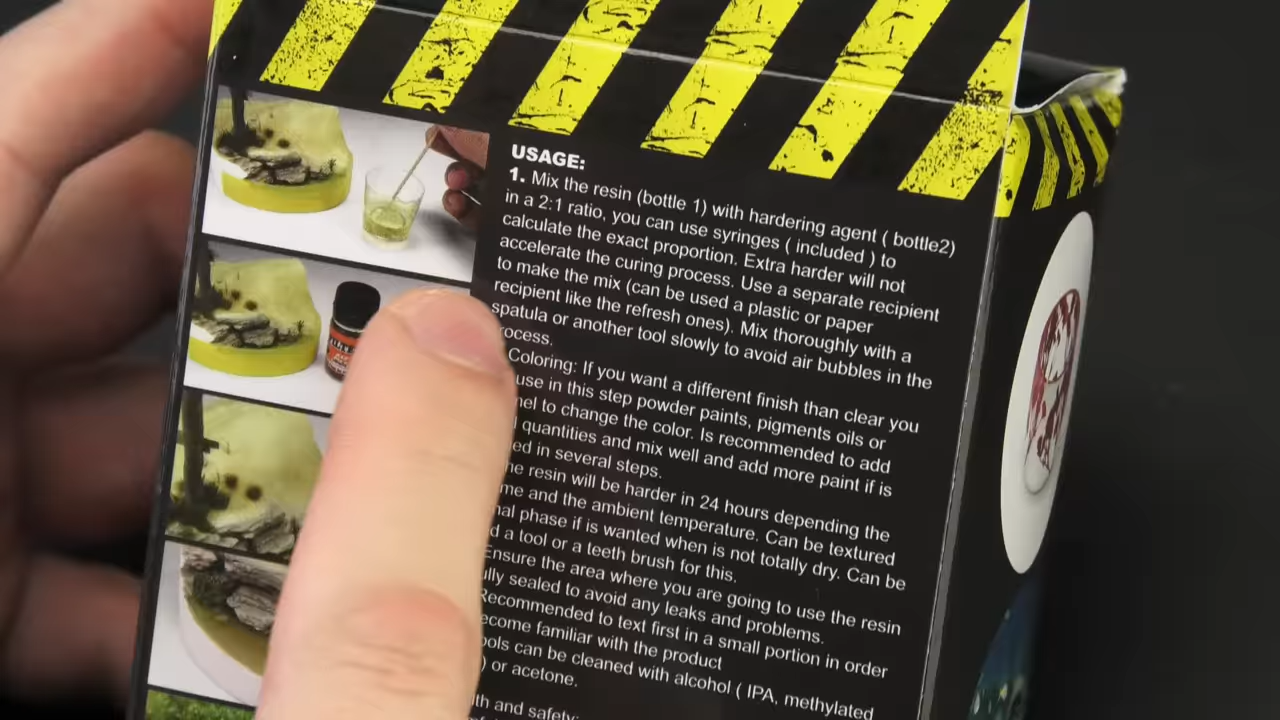 USAGE:
1. Mix the resin (bottle 1) with hardering agent ( bottle2)
in a 2:1 ratio, you can use syringes ( included ) to
calculate the exact proportion. Extra harder will not
accelerate the curing process. Use a separate recipient
to make the mix (can be used a plastic or paper
recipient like the refresh ones). Mix thoroughly with a
spatula or another tool slowly to avoid air bubbles in the
rocess.
Coloring: If you want a different finish than clear you
use in this step powder paints, pigments oils or
nel to change the color. Is recommended to add
quantities and mix well and add more paint if is
ed in several steps.
he resin will be harder in 24 hours depending the
me and the ambient temperature. Can be textured
nal phase if is wanted when is not totally dry. Can be
d a tool or a teeth brush for this.
Ensure the area where you are going to use the resin
ully sealed to avoid any leaks and problems.
Recommended to text first in a small portion in order
ecome familiar with the product
ools can be cleaned with alcohol ( IPA, methylated
) or acetone.
lth and safety: